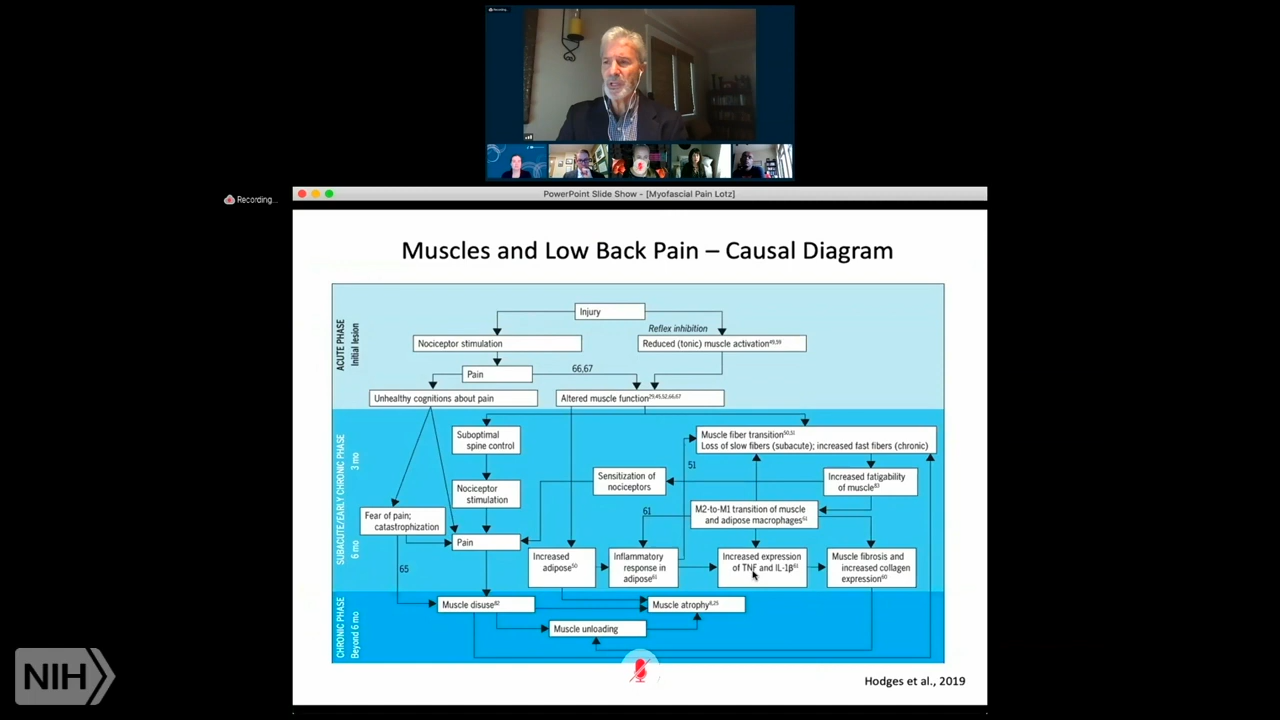 Recording...
Recording...
PowerPoint Slide Show - [Myofascial Pain Lotz]
Muscles and Low Back Pain – Causal Diagram
ACUTE PHASE
Initial lesion
Injury
Reflex inhibition
Nociceptor stimulation
Reduced (tonic) muscle activation49,59
Pain
66,67
Unhealthy cognitions about pain
Altered muscle function29,45,52,66,67
SUBACUTE/EARLY CHRONIC PHASE
3 mo
6 mo
Suboptimal
spine control
Muscle fiber transition50,51
Loss of slow fibers (subacute); increased fast fibers (chronic)
51
Sensitization of
nociceptors
Increased fatigability
of muscle83
Nociceptor
stimulation
Fear of pain;
catastrophization
61
M2-to-M1 transition of muscle
and adipose macrophages61
Pain
65
Increased
adipose50
Inflammatory
response in
adipose61
Increased expression
of TNF and IL-1β61
Muscle fibrosis and
increased collagen
expression60
CHRONIC PHASE
Beyond 6 mo
Muscle disuse82
Muscle atrophy8,25
Muscle unloading
NIH
Hodges et al., 2019